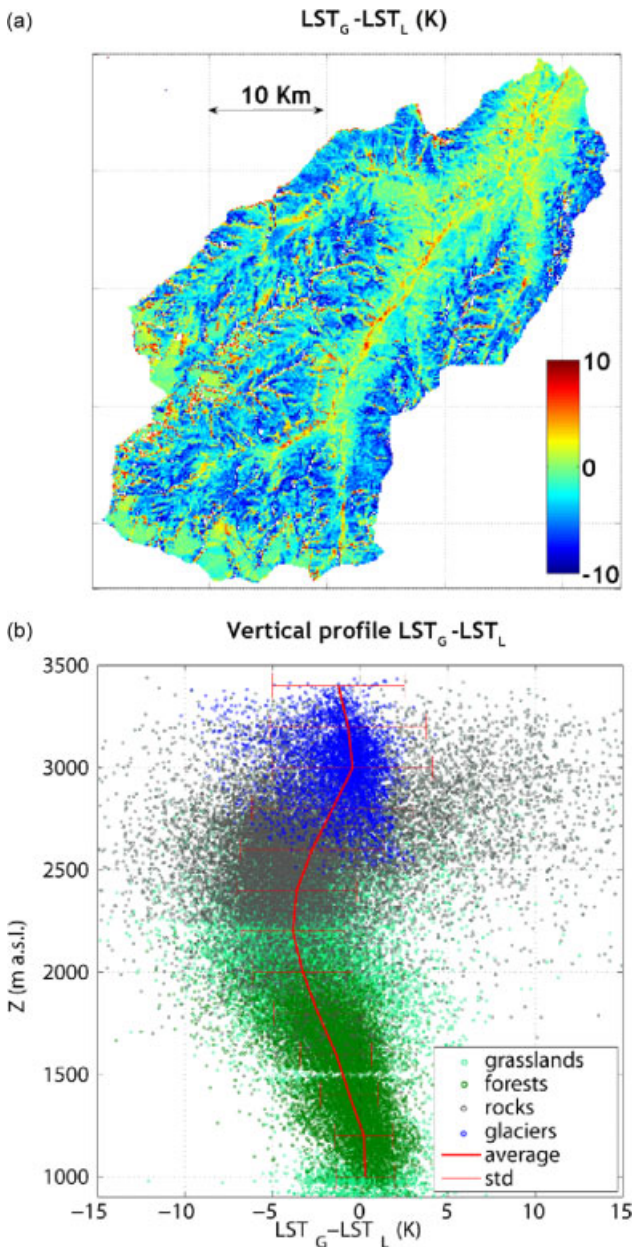 (a)
LST_G -LST_L (K)
10 Km
10
0
-10
(b)
Vertical profile LST_G -LST_L
3500
3000
2500
2000
1500
1000
Z (m a.s.l.)
grasslands
forests
rocks
glaciers
average
std
−15 −10 −5 0 5 10 15
LST_G−LST_L (K)